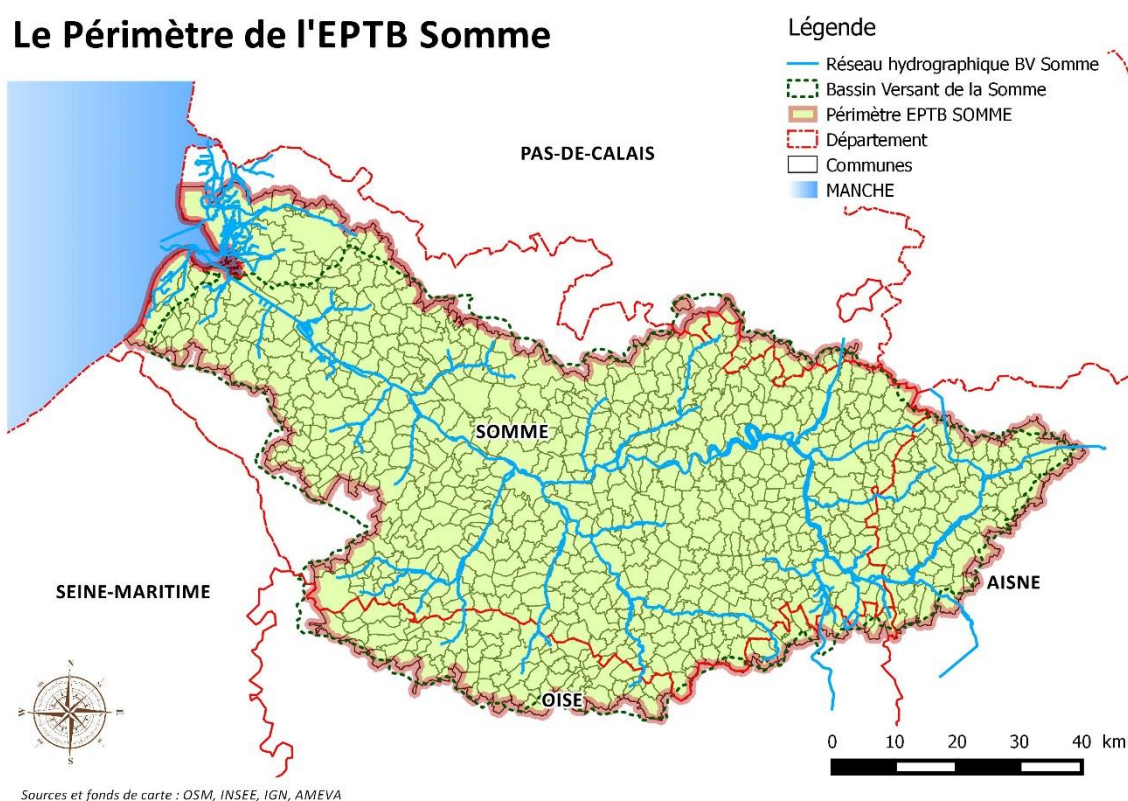 Le Périmètre de l'EPTB Somme
Légende
Réseau hydrographique BV Somme
Bassin Versant de la Somme
Périmètre EPTB SOMME
Département
Communes
MANCHE
PAS-DE-CALAIS
SOMME
SEINE-MARITIME
AISNE
OISE
N
W
E
S
0 10 20 30 40 km
Sources et fonds de carte : OSM, INSEE, IGN, AMEVA